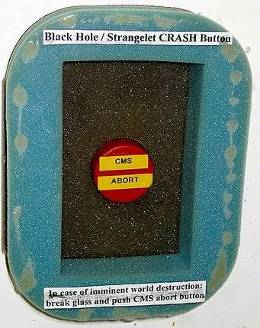 Black Hole / Strangelet CRASH Button
CMS
ABORT
In case of imminent world destruction:
break glass and push CMS abort button